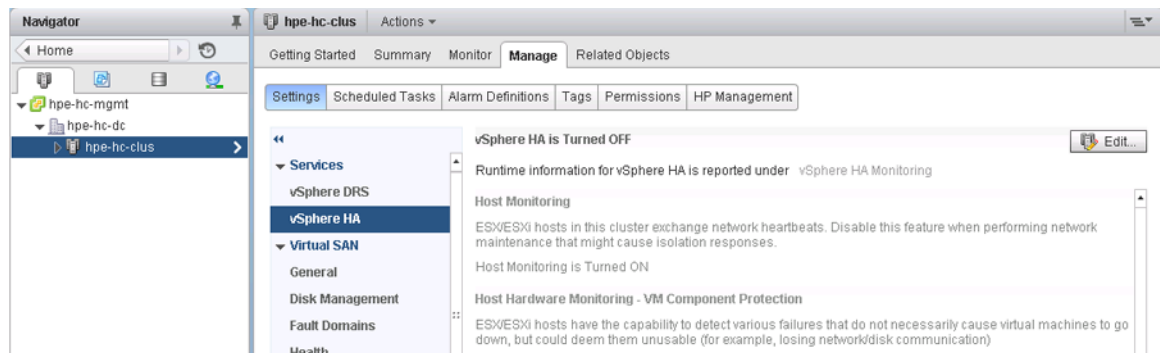 Navigator
Home
hpe-hc-mgmt
hpe-hc-dc
hpe-hc-clus
hpe-hc-clus Actions
Getting Started Summary Monitor Manage Related Objects
Settings Scheduled Tasks Alarm Definitions Tags Permissions HP Management
Services
vSphere DRS
vSphere HA
Virtual SAN
General
Disk Management
Fault Domains
Health
vSphere HA is Turned OFF
Edit...
Runtime information for vSphere HA is reported under vSphere HA Monitoring
Host Monitoring
ESX/ESXi hosts in this cluster exchange network heartbeats. Disable this feature when performing network
maintenance that might cause isolation responses.
Host Monitoring is Turned ON
Host Hardware Monitoring - VM Component Protection
ESX/ESXi hosts have the capability to detect various failures that do not necessarily cause virtual machines to go
down, but could deem them unusable (for example, losing network/disk communication)